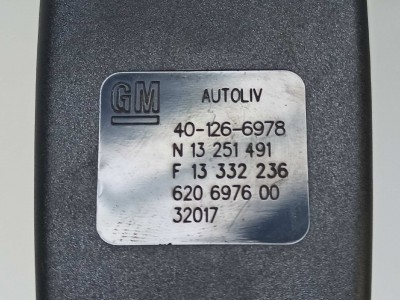 GM AUTOLIV
40-126-6978
N 13 251 491
F 13 332 236
620 6976 00
32017